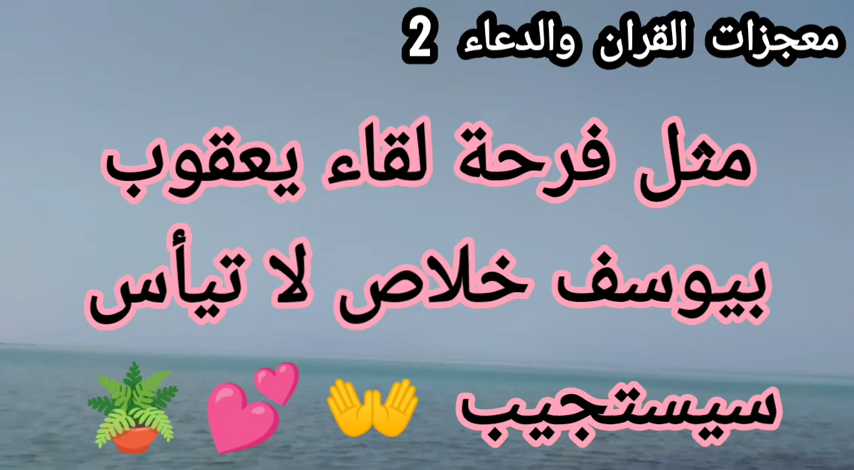 معجزات القران والدعاء 2
مثل فرحة لقاء يعقوب
بيوسف خلاص لا تيأس
سيستجيب 👐 💕 🪴